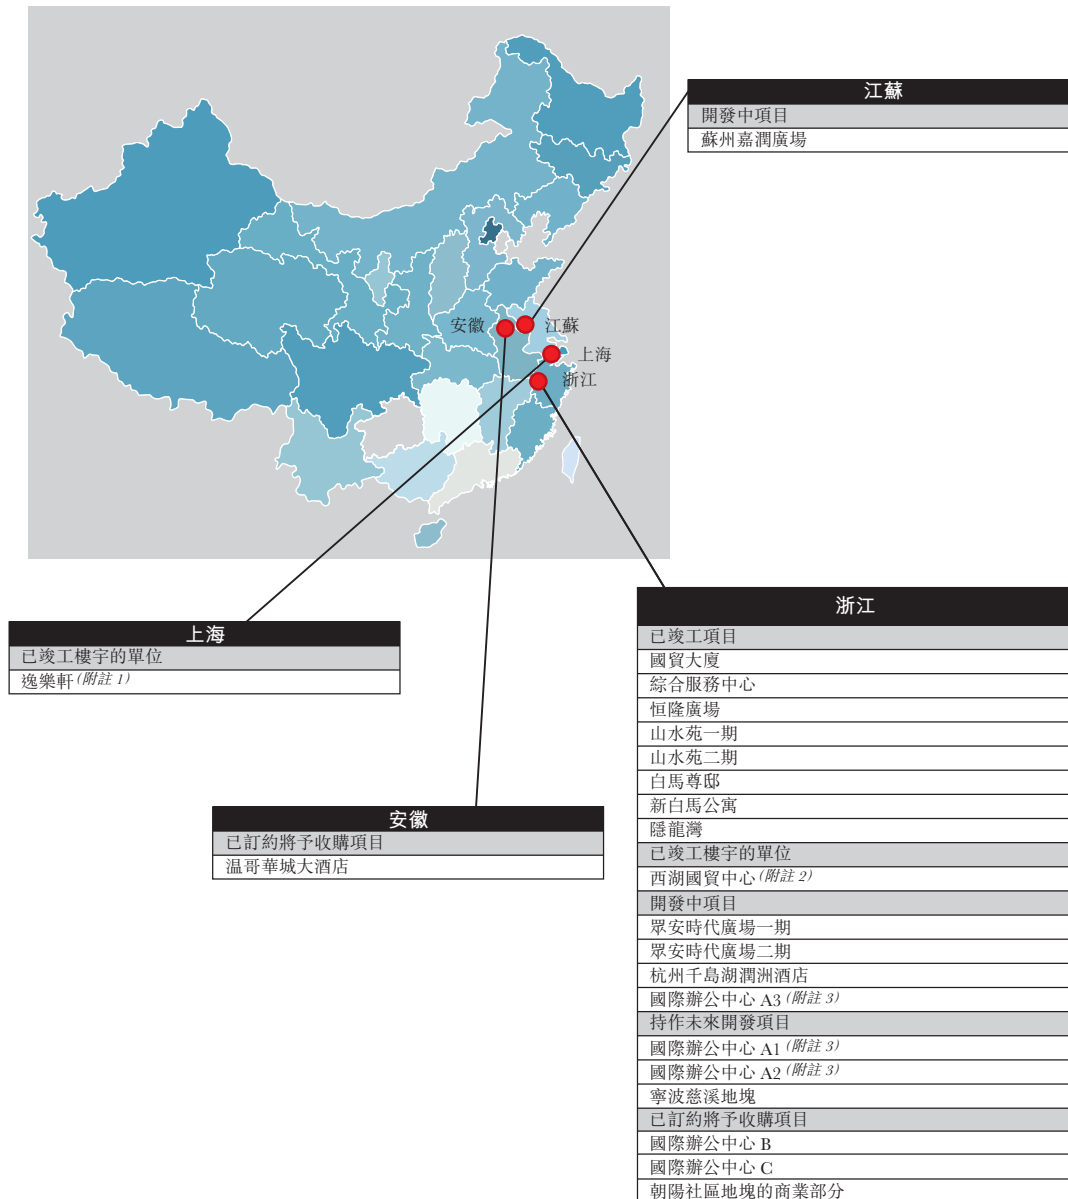 江蘇
開發中項目
蘇州嘉潤廣場
安徽
江蘇
上海
浙江
上海
已竣工樓宇的單位
逸樂軒(附註 1)
安徽
已訂約將予收購項目
温哥華城大酒店
浙江
已竣工項目
國貿大廈
綜合服務中心
恒隆廣場
山水苑一期
山水苑二期
白馬尊邸
新白馬公寓
隱龍灣
已竣工樓宇的單位
西湖國貿中心(附註 2)
開發中項目
眾安時代廣場一期
眾安時代廣場二期
杭州千島湖潤洲酒店
國際辦公中心 A3 (附註 3)
持作未來開發項目
國際辦公中心 A1 (附註 3)
國際辦公中心 A2 (附註 3)
寧波慈溪地塊
已訂約將予收購項目
國際辦公中心 B
國際辦公中心 C
朝陽社區地塊的商業部分